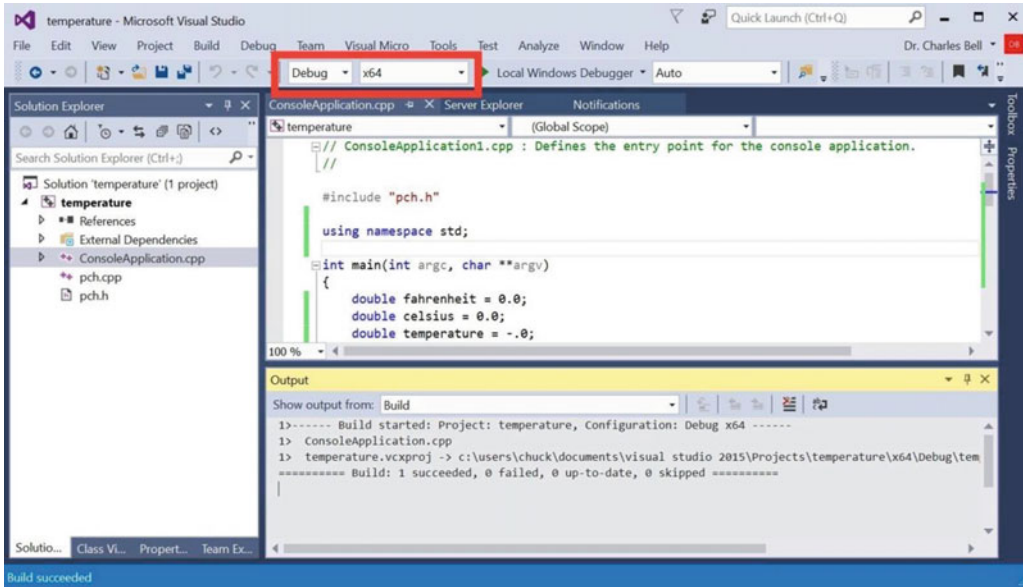 temperature - Microsoft Visual Studio
Quick Launch (Ctrl+Q)
File Edit View Project Build Debug Team Visual Micro Tools Test Analyze Window Help
Dr. Charles Bell
DB
Debug x64 Local Windows Debugger Auto
Solution Explorer
Search Solution Explorer (Ctrl+;)
Solution 'temperature' (1 project)
temperature
References
External Dependencies
ConsoleApplication.cpp
pch.cpp
pch.h
Solutio... Class Vi... Propert... Team Ex...
ConsoleApplication.cpp Server Explorer Notifications
temperature (Global Scope)
// ConsoleApplication1.cpp : Defines the entry point for the console application.
//
#include "pch.h"
using namespace std;
int main(int argc, char **argv)
{
double fahrenheit = 0.0;
double celsius = 0.0;
double temperature = -.0;
100 %
Output
Show output from: Build
1>------ Build started: Project: temperature, Configuration: Debug x64 ------
1> ConsoleApplication.cpp
1> temperature.vcxproj -> c:\users\chuck\documents\visual studio 2015\Projects\temperature\x64\Debug\tem
========== Build: 1 succeeded, 0 failed, 0 up-to-date, 0 skipped ==========
Toolbox
Properties
Build succeeded